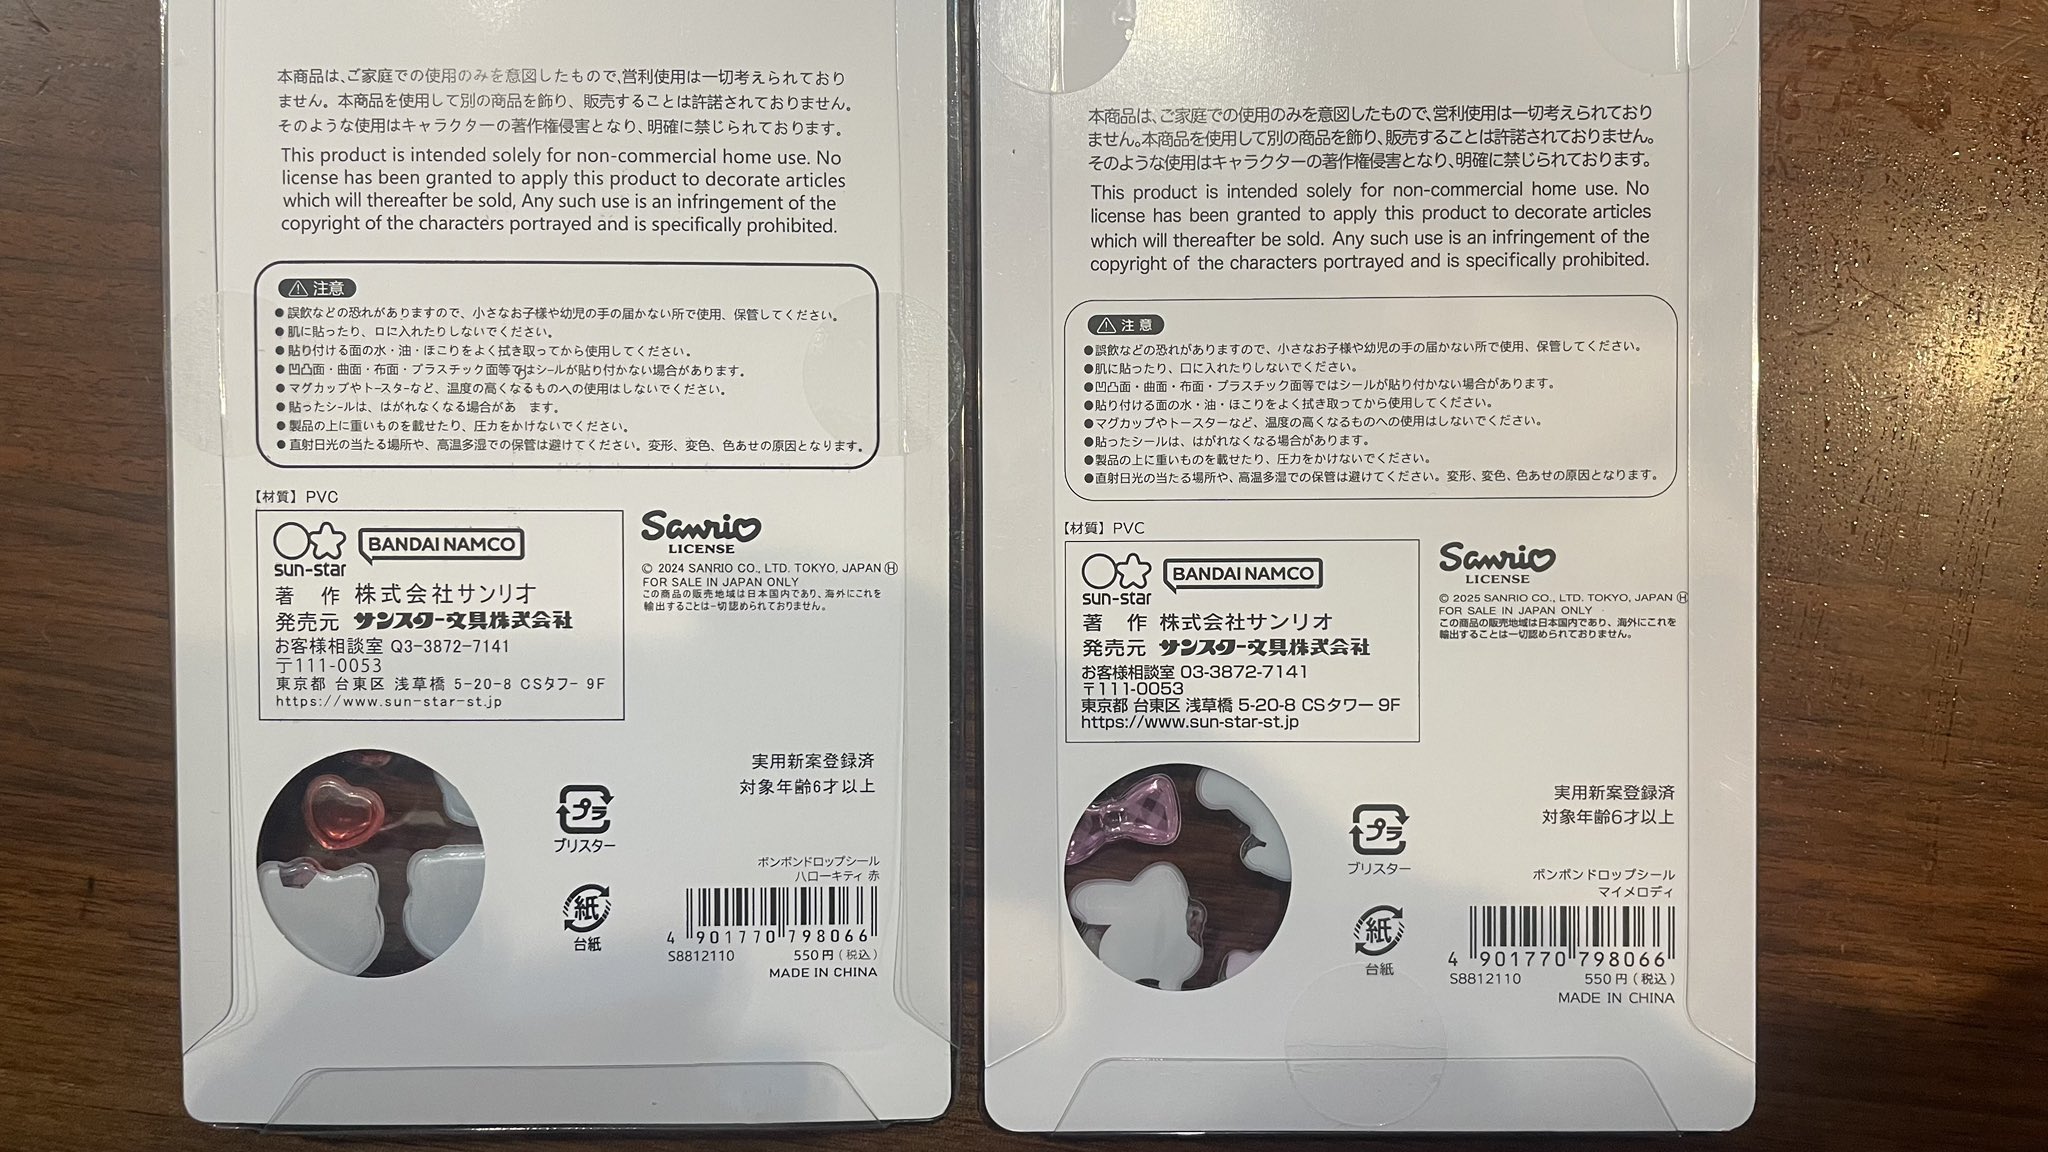 本商品は、ご家庭での使用のみを意図したもので、営利使用は一切考えられており
ません。本商品を使用して別の商品を飾り、販売することは許諾されておりません。
そのような使用はキャラクターの著作権侵害となり、明確に禁じられております。
This product is intended solely for non-commercial home use. No
license has been granted to apply this product to decorate articles
which will thereafter be sold, Any such use is an infringement of the
copyright of the characters portrayed and is specifically prohibited.
注意
●誤飲などの恐れがありますので、小さなお子様や幼児の手の届かない所で使用、保管してください。
●肌に貼ったり、口に入れたりしないでください。
●貼り付ける面の水・油・ほこりをよく拭き取ってから使用してください。
●凹凸面・曲面・布面・プラスチック面等ではシールが貼り付かない場合があります。
●マグカップやトースターなど、温度の高くなるものへの使用はしないでください。
●貼ったシールは、はがれなくなる場合があ ます。
●製品の上に重いものを載せたり、圧力をかけないでください。
●直射日光の当たる場所や、高温多湿での保管は避けてください。変形、変色、色あせの原因となります。
【材質】PVC
sun-star
BANDAI NAMCO
著 作 株式会社サンリオ
発売元 サンスター文具株式会社
お客様相談室 Q3-3872-7141
〒111-0053
東京都 台東区 浅草橋 5-20-8 CSタフー 9F
https://www.sun-star-st.jp
Sanrio
LICENSE
© 2024 SANRIO CO., LTD. TOKYO, JAPAN Ⓗ
FOR SALE IN JAPAN ONLY
この商品の販売地域は日本国内であり、海外にこれを
輸出することは一切認められておりません。
実用新案登録済
対象年齢6才以上
プラ
ブリスター
紙
台紙
ボンボンドロップシール
ハローキティ 赤
4 901770 798066
S8812110 550円(税込)
MADE IN CHINA
本商品は、ご家庭での使用のみを意図したもので、営利使用は一切考えられており
ません。本商品を使用して別の商品を飾り、販売することは許諾されておりません。
そのような使用はキャラクターの著作権侵害となり、明確に禁じられております。
This product is intended solely for non-commercial home use. No
license has been granted to apply this product to decorate articles
which will thereafter be sold. Any such use is an infringement of the
copyright of the characters portrayed and is specifically prohibited.
注意
●誤飲などの恐れがありますので、小さなお子様や幼児の手の届かない所で使用、保管してください。
●肌に貼ったり、口に入れたりしないでください。
●凹凸面・曲面・布面・プラスチック面等ではシールが貼り付かない場合があります。
●貼り付ける面の水・油・ほこりをよく拭き取ってから使用してください。
●マグカップやトースターなど、温度の高くなるものへの使用はしないでください。
●貼ったシールは、はがれなくなる場合があります。
●製品の上に重いものを載せたり、圧力をかけないでください。
●直射日光の当たる場所や、高温多湿での保管は避けてください。変形、変色、色あせの原因となります。
【材質】PVC
sun-star
BANDAI NAMCO
著 作 株式会社サンリオ
発売元 サンスター文具株式会社
お客様相談室 03-3872-7141
〒111-0053
東京都 台東区 浅草橋 5-20-8 CSタワー 9F
https://www.sun-star-st.jp
Sanrio
LICENSE
© 2025 SANRIO CO., LTD. TOKYO, JAPAN Ⓗ
FOR SALE IN JAPAN ONLY
この商品の販売地域は日本国内であり、海外にこれを
輸出することは一切認められておりません。
実用新案登録済
対象年齢6才以上
プラ
ブリスター
紙
台紙
ボンボンドロップシール
マイメロディ
4 901770 798066
S8812110 550円(税込)
MADE IN CHINA